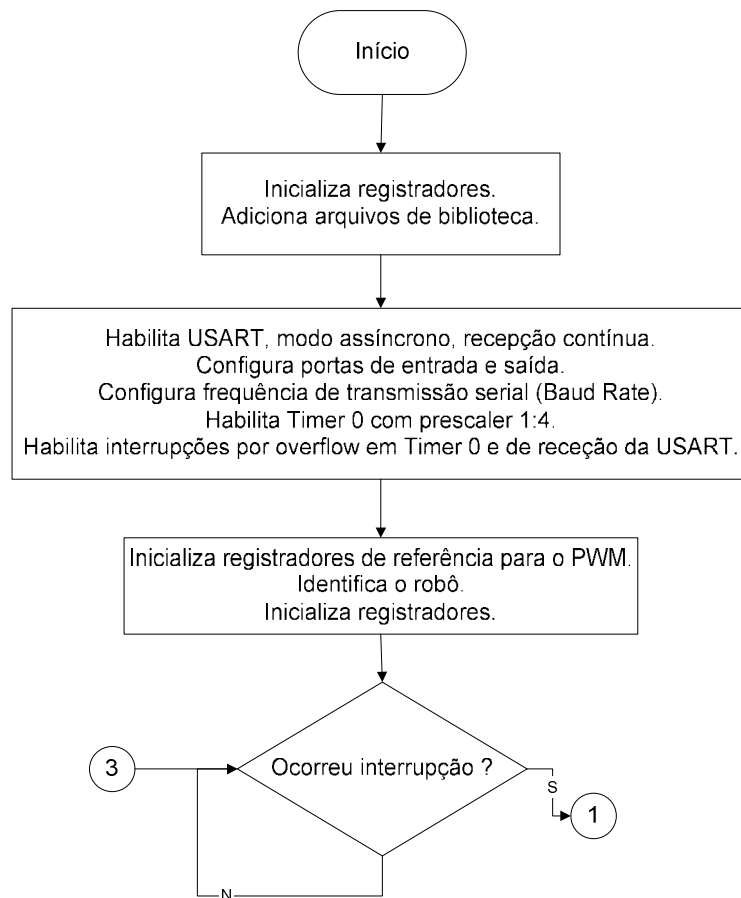 Início
Inicializa registradores.
Adiciona arquivos de biblioteca.
Habilita USART, modo assíncrono, recepção contínua.
Configura portas de entrada e saída.
Configura frequência de transmissão serial (Baud Rate).
Habilita Timer 0 com prescaler 1:4.
Habilita interrupções por overflow em Timer 0 e de receção da USART.
Inicializa registradores de referência para o PWM.
Identifica o robô.
Inicializa registradores.
3
Ocorreu interrupção ?
S
1
N